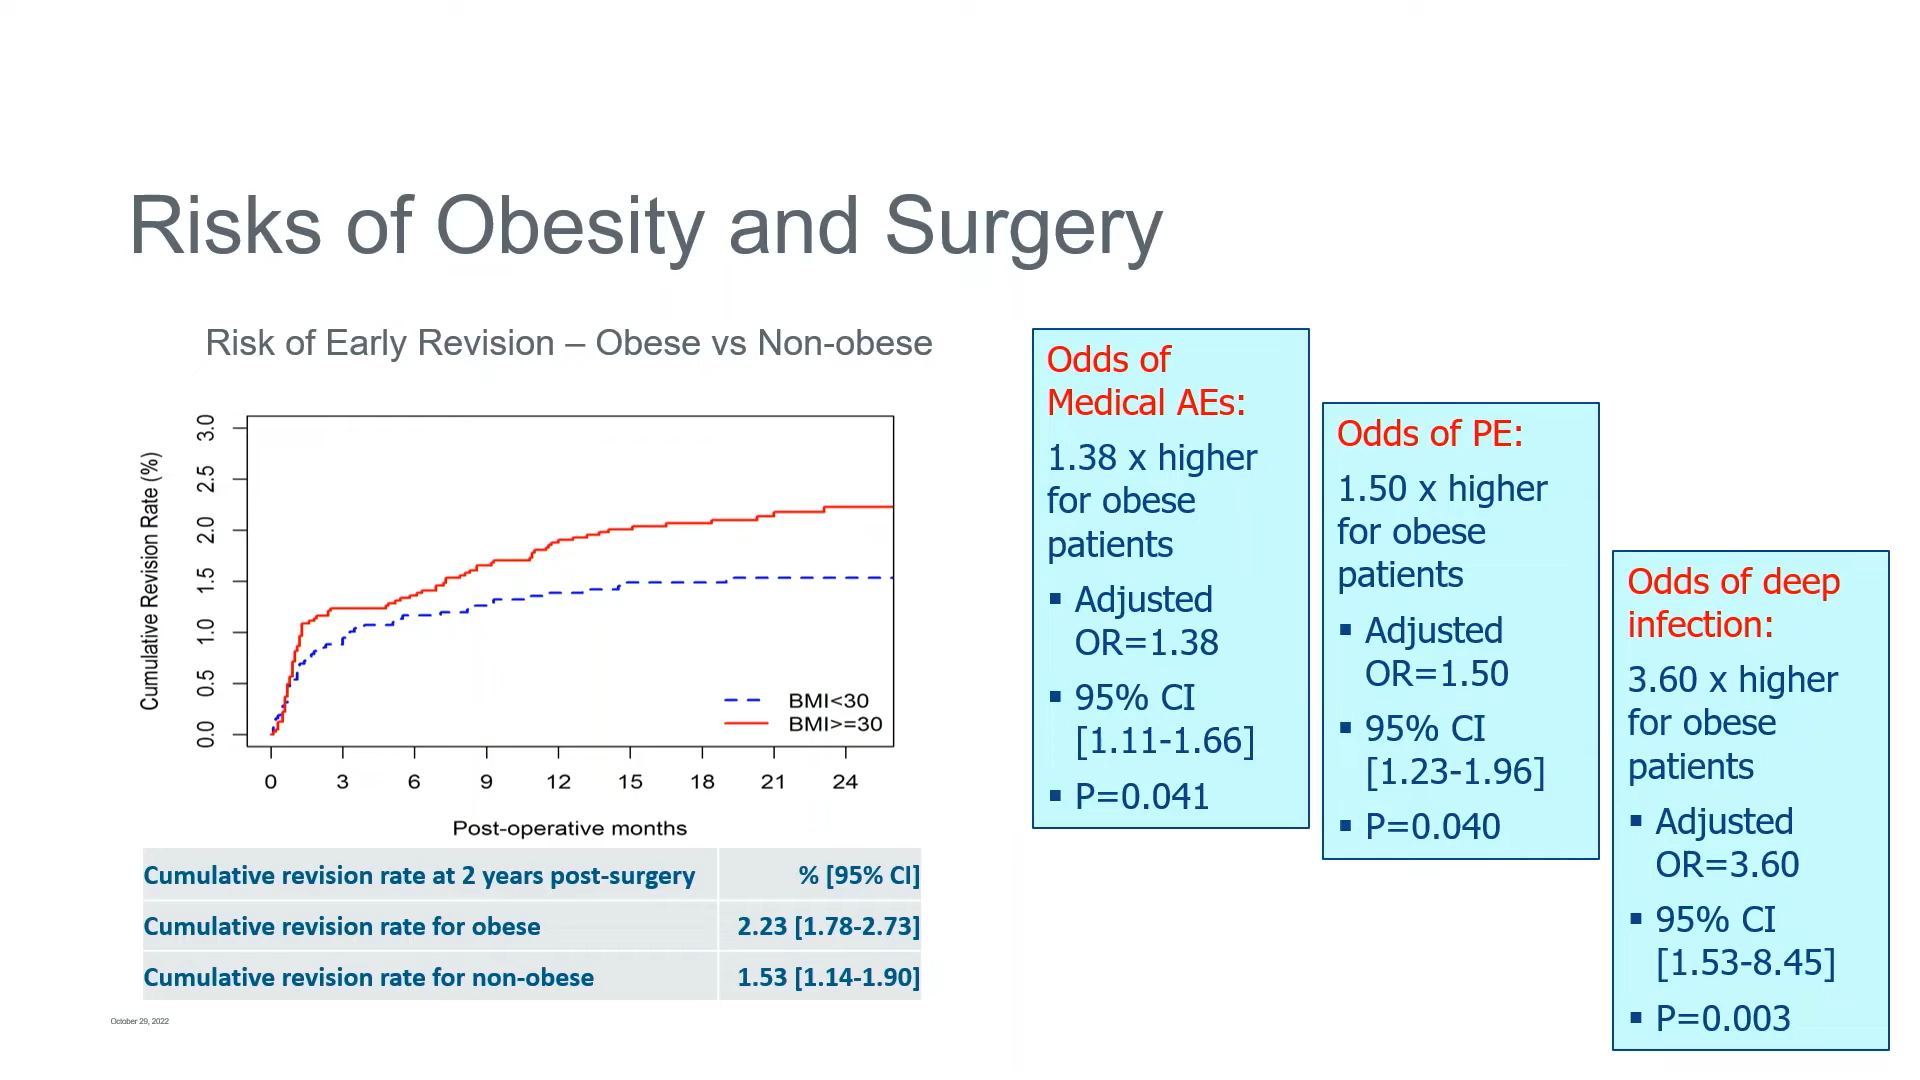 Risks of Obesity and Surgery
Risk of Early Revision – Obese vs Non-obese
Cumulative Revision Rate (%)
3.0
2.5
2.0
1.5
1.0
0.5
0.0
BMI<30
BMI>=30
0 3 6 9 12 15 18 21 24
Post-operative months
Cumulative revision rate at 2 years post-surgery % [95% CI]
Cumulative revision rate for obese 2.23 [1.78-2.73]
Cumulative revision rate for non-obese 1.53 [1.14-1.90]
October 29, 2022
Odds of
Medical AEs:
1.38 x higher
for obese
patients
▪ Adjusted
OR=1.38
▪ 95% CI
[1.11-1.66]
▪ P=0.041
Odds of PE:
1.50 x higher
for obese
patients
▪ Adjusted
OR=1.50
▪ 95% CI
[1.23-1.96]
▪ P=0.040
Odds of deep
infection:
3.60 x higher
for obese
patients
▪ Adjusted
OR=3.60
▪ 95% CI
[1.53-8.45]
▪ P=0.003